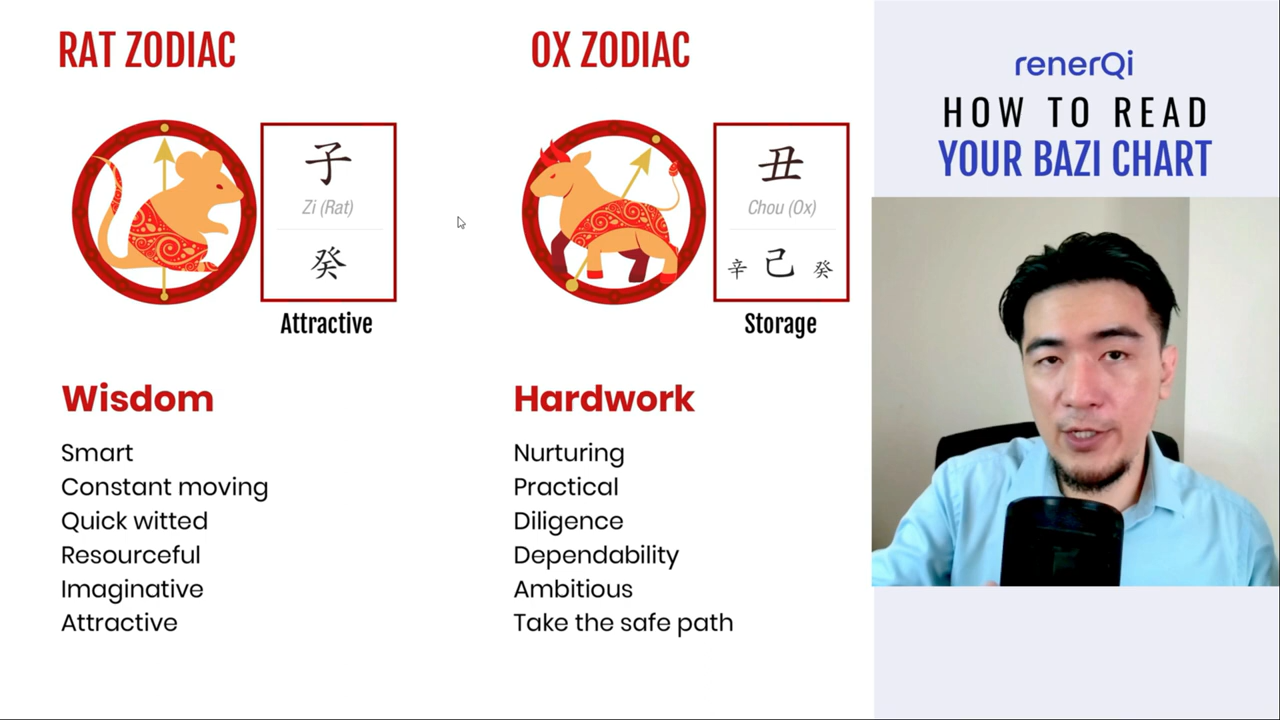 RAT ZODIAC
子
Zi (Rat)
癸
Attractive
Wisdom
Smart
Constant moving
Quick witted
Resourceful
Imaginative
Attractive
OX ZODIAC
丑
Chou (Ox)
辛 己 癸
Storage
Hardwork
Nurturing
Practical
Diligence
Dependability
Ambitious
Take the safe path
renerQi
HOW TO READ
YOUR BAZI CHART